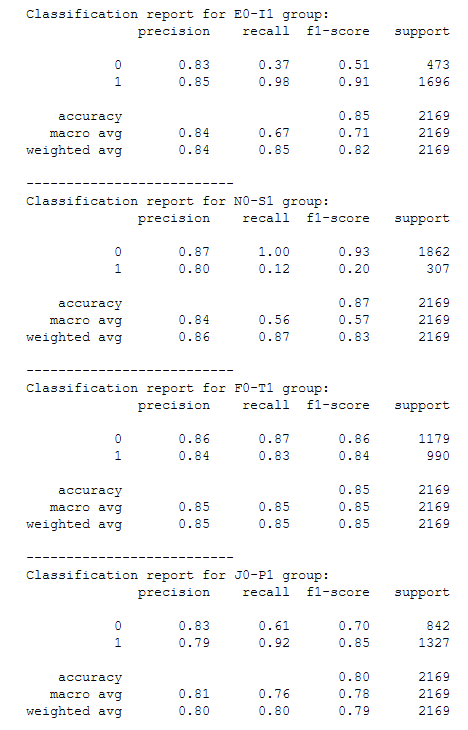 Classification report for E0-I1 group:
precision recall f1-score support
0 0.83 0.37 0.51 473
1 0.85 0.98 0.91 1696
accuracy 0.85 2169
macro avg 0.84 0.67 0.71 2169
weighted avg 0.84 0.85 0.82 2169
--------------------------
Classification report for N0-S1 group:
precision recall f1-score support
0 0.87 1.00 0.93 1862
1 0.80 0.12 0.20 307
accuracy 0.87 2169
macro avg 0.84 0.56 0.57 2169
weighted avg 0.86 0.87 0.83 2169
--------------------------
Classification report for F0-T1 group:
precision recall f1-score support
0 0.86 0.87 0.86 1179
1 0.84 0.83 0.84 990
accuracy 0.85 2169
macro avg 0.85 0.85 0.85 2169
weighted avg 0.85 0.85 0.85 2169
--------------------------
Classification report for J0-P1 group:
precision recall f1-score support
0 0.83 0.61 0.70 842
1 0.79 0.92 0.85 1327
accuracy 0.80 2169
macro avg 0.81 0.76 0.78 2169
weighted avg 0.80 0.80 0.79 2169